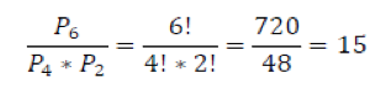 P₆ / (P₄ * P₂) = 6! / (4! * 2!) = 720 / 48 = 15